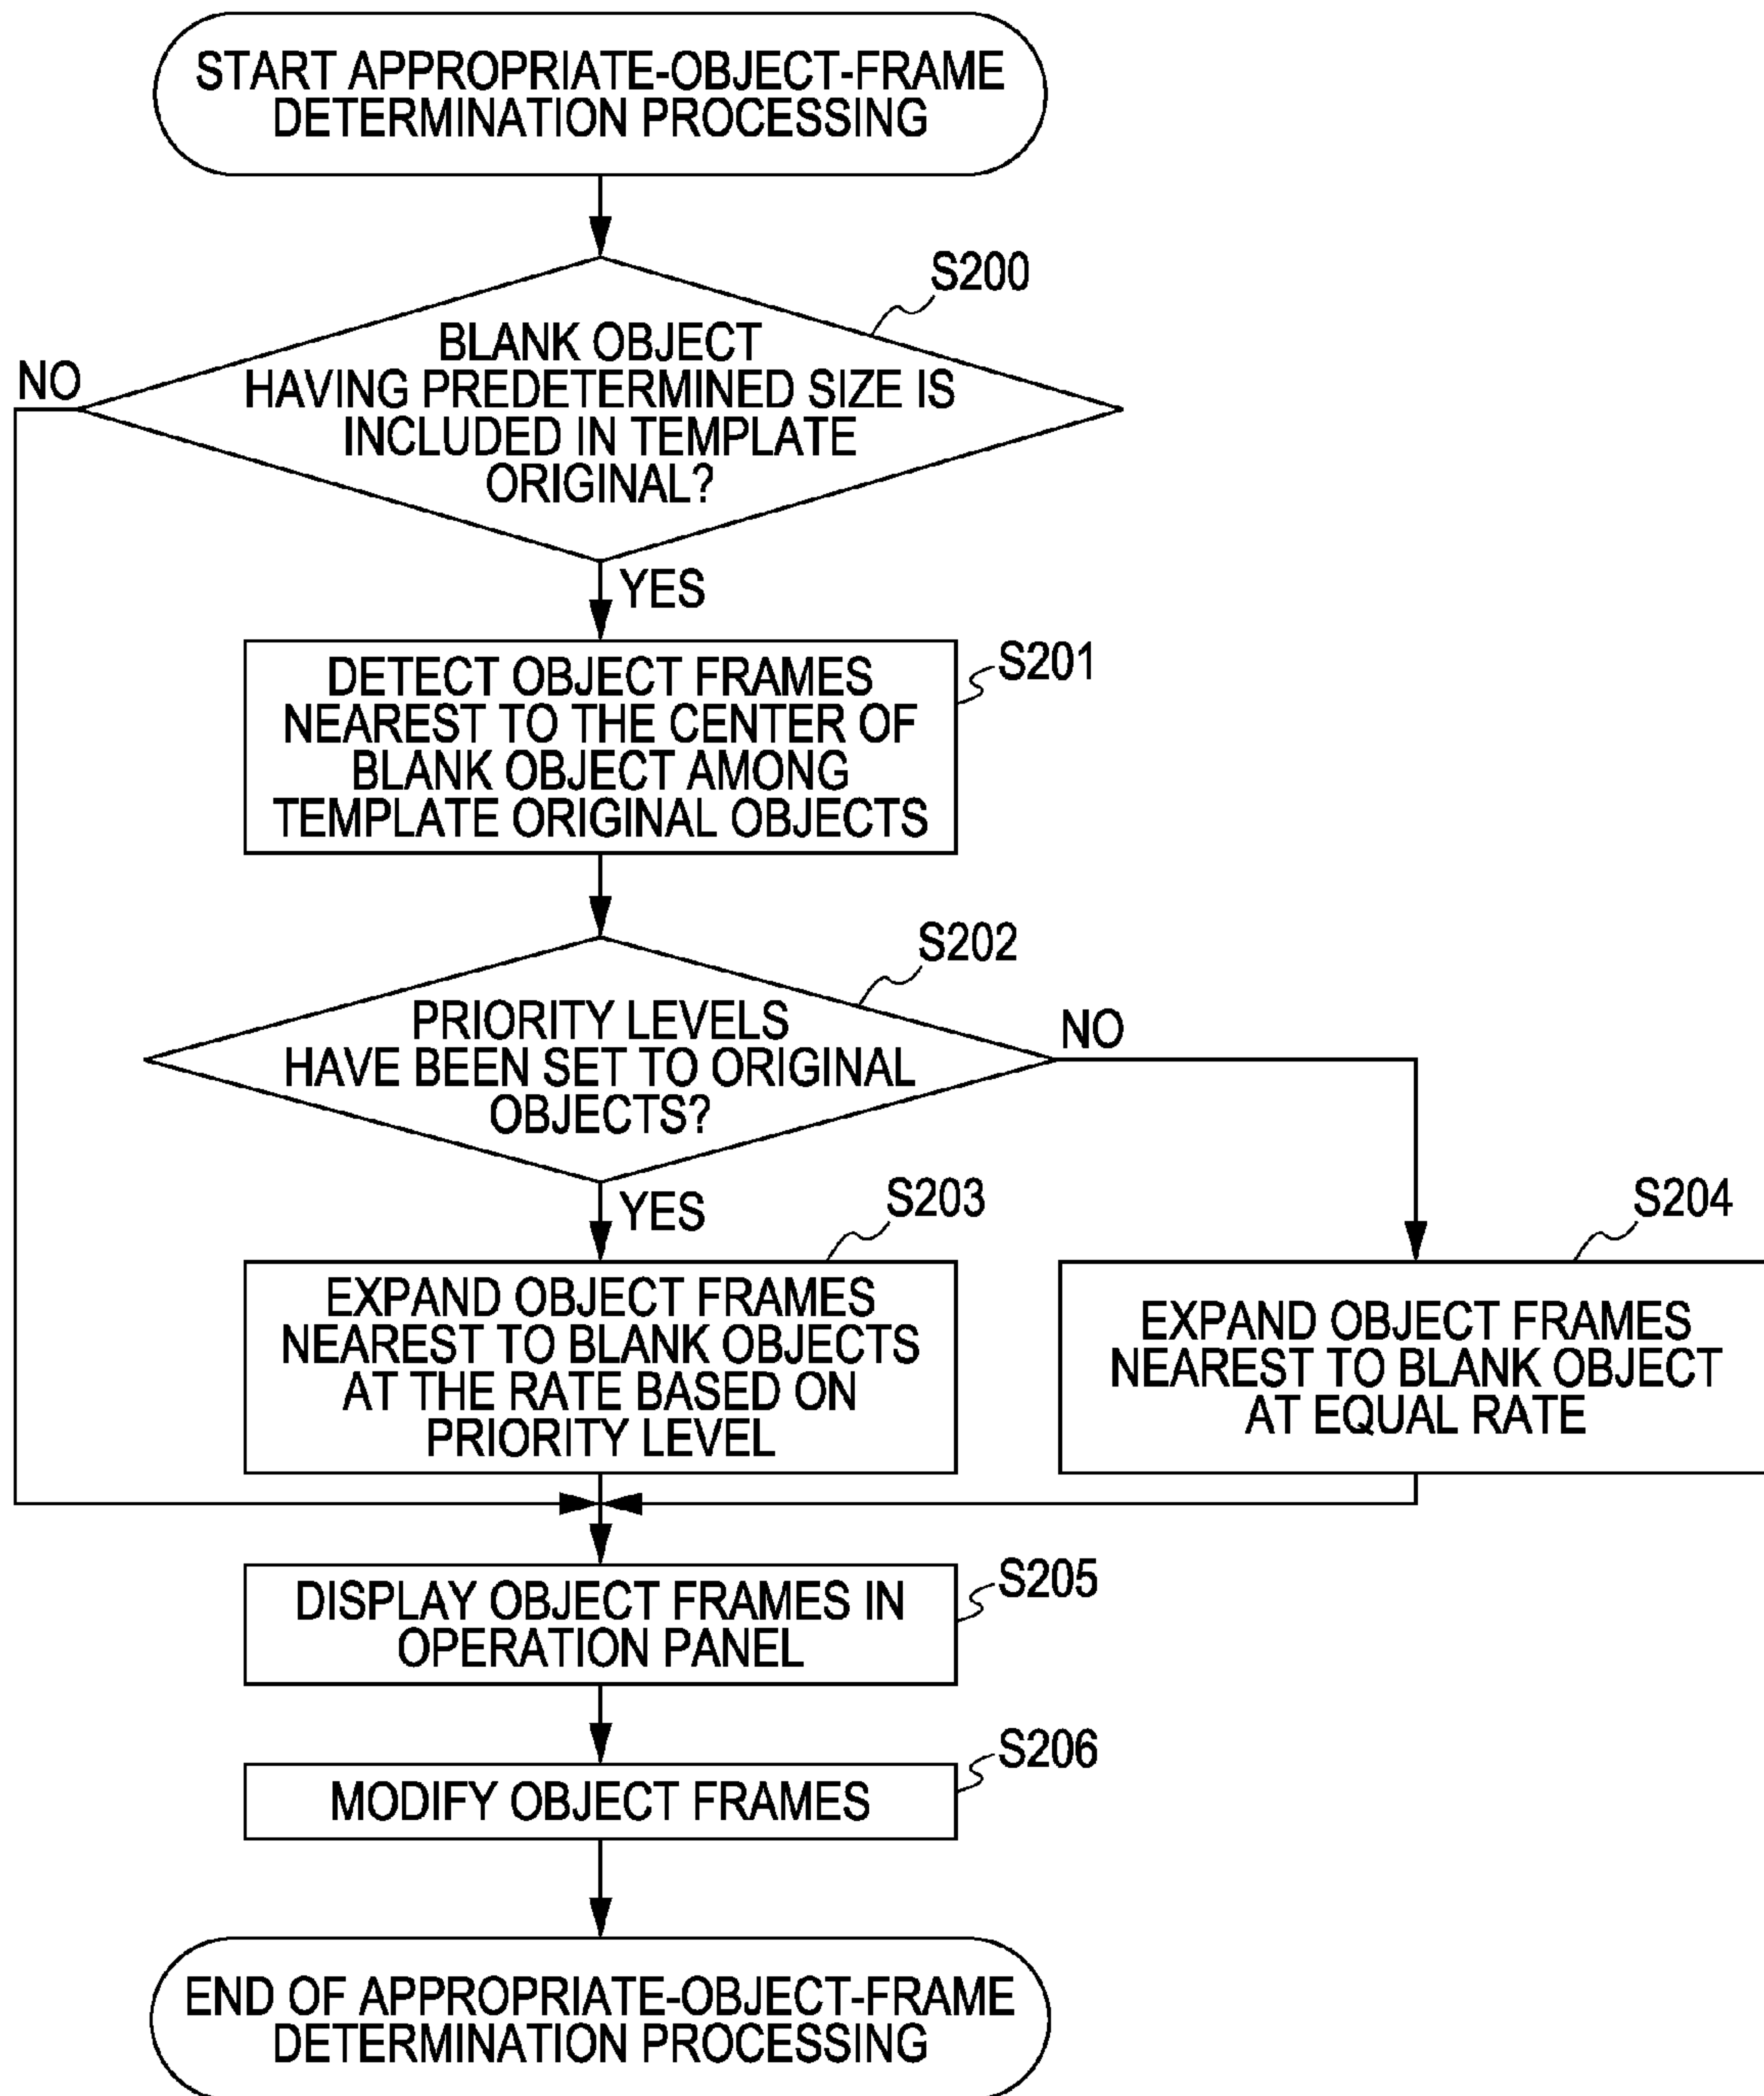 START APPROPRIATE-OBJECT-FRAME
DETERMINATION PROCESSING
S200
BLANK OBJECT
HAVING PREDETERMINED SIZE IS
INCLUDED IN TEMPLATE
ORIGINAL?
NO
YES
S201
DETECT OBJECT FRAMES
NEAREST TO THE CENTER OF
BLANK OBJECT AMONG
TEMPLATE ORIGINAL OBJECTS
S202
PRIORITY LEVELS
HAVE BEEN SET TO ORIGINAL
OBJECTS?
NO
YES
S203
EXPAND OBJECT FRAMES
NEAREST TO BLANK OBJECTS
AT THE RATE BASED ON
PRIORITY LEVEL
S204
EXPAND OBJECT FRAMES
NEAREST TO BLANK OBJECT
AT EQUAL RATE
S205
DISPLAY OBJECT FRAMES IN
OPERATION PANEL
S206
MODIFY OBJECT FRAMES
END OF APPROPRIATE-OBJECT-FRAME
DETERMINATION PROCESSING